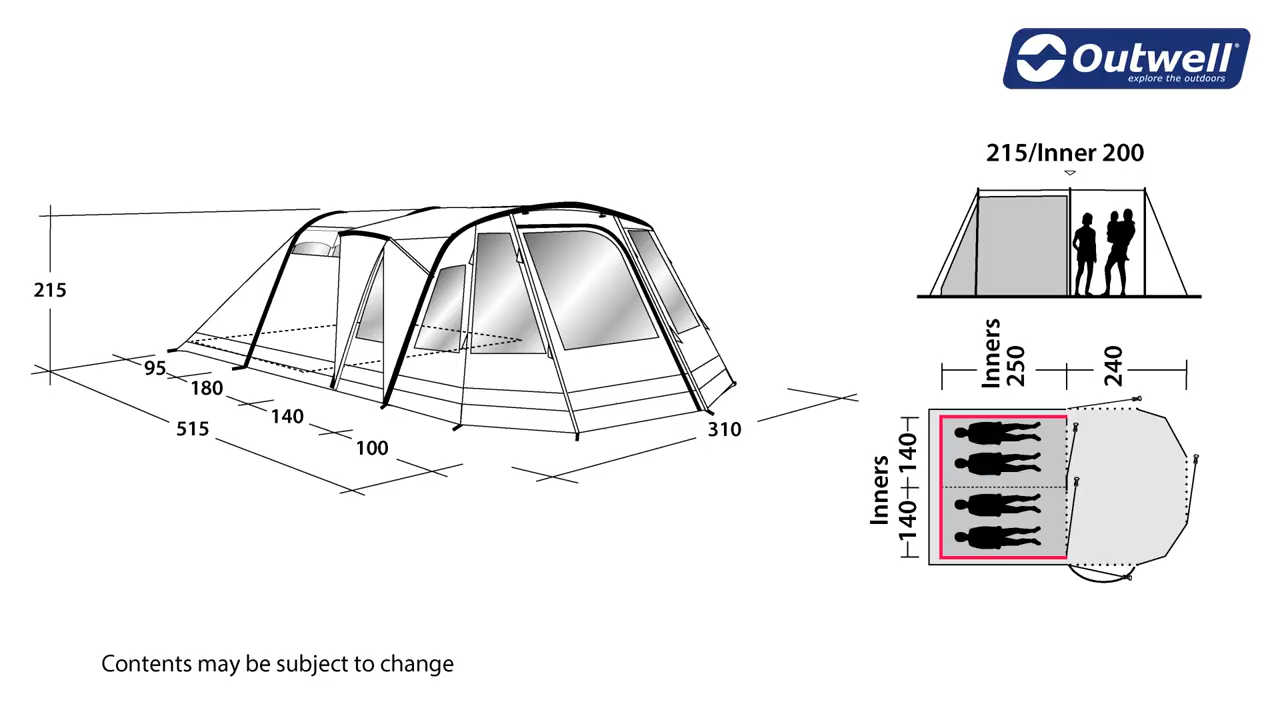 Outwell®
explore the outdoors
215/Inner 200
215
95
180
140
100
515
310
Inners
250
240
Inners
140
140
Contents may be subject to change